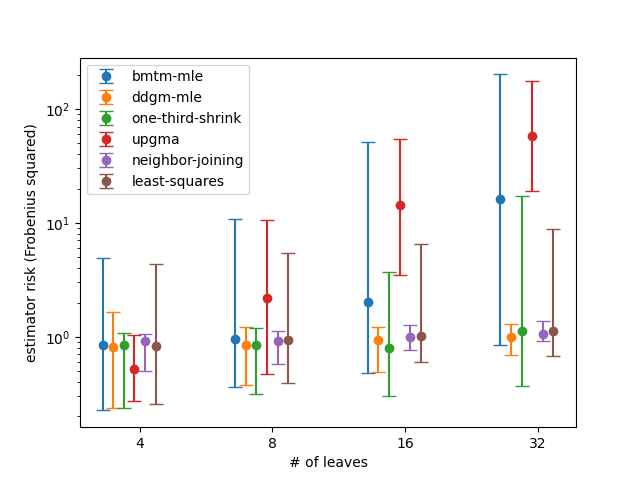 bmtm-mle
ddgm-mle
one-third-shrink
upgma
neighbor-joining
least-squares
10²
10¹
10⁰
estimator risk (Frobenius squared)
4 8 16 32
# of leaves